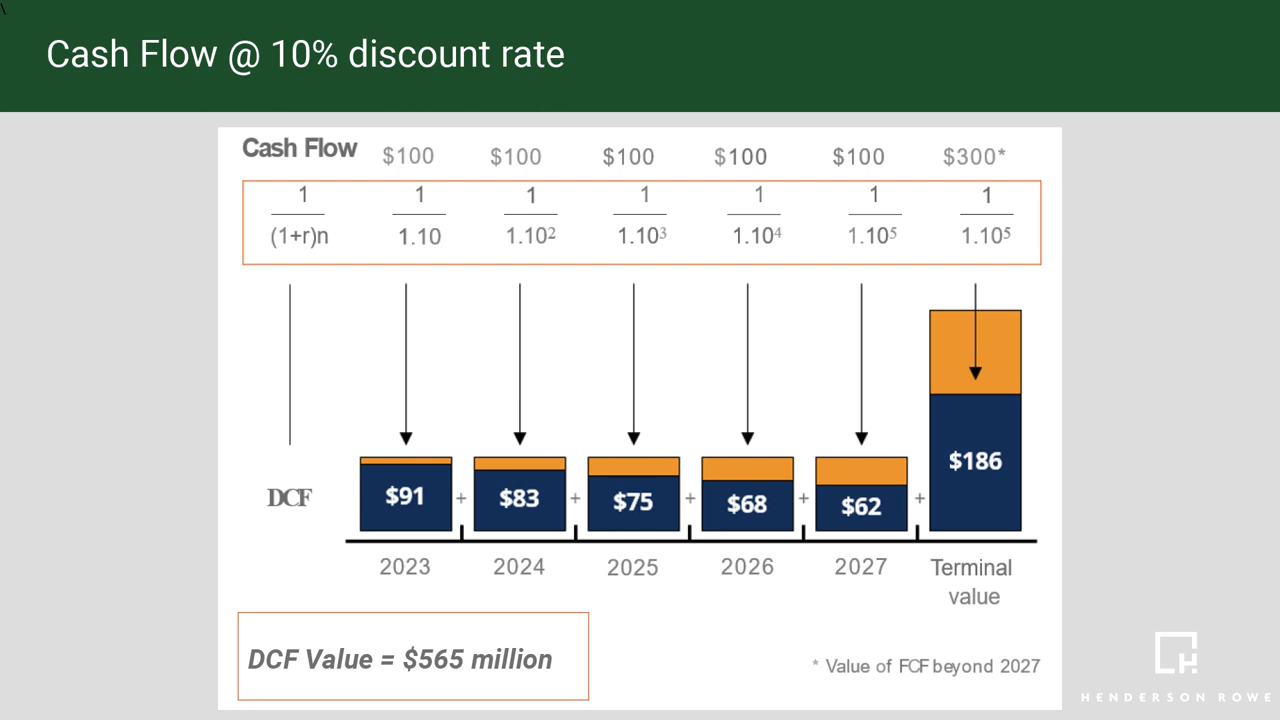 \
Cash Flow @ 10% discount rate
Cash Flow $100 $100 $100 $100 $100 $300*
1 1 1 1 1 1 1
(1+r)n 1.10 1.10² 1.10³ 1.10⁴ 1.10⁵ 1.10⁵
DCF $91 + $83 + $75 + $68 + $62 + $186
2023 2024 2025 2026 2027 Terminal
value
DCF Value = $565 million
* Value of FCF beyond 2027
H
HENDERSON ROWE